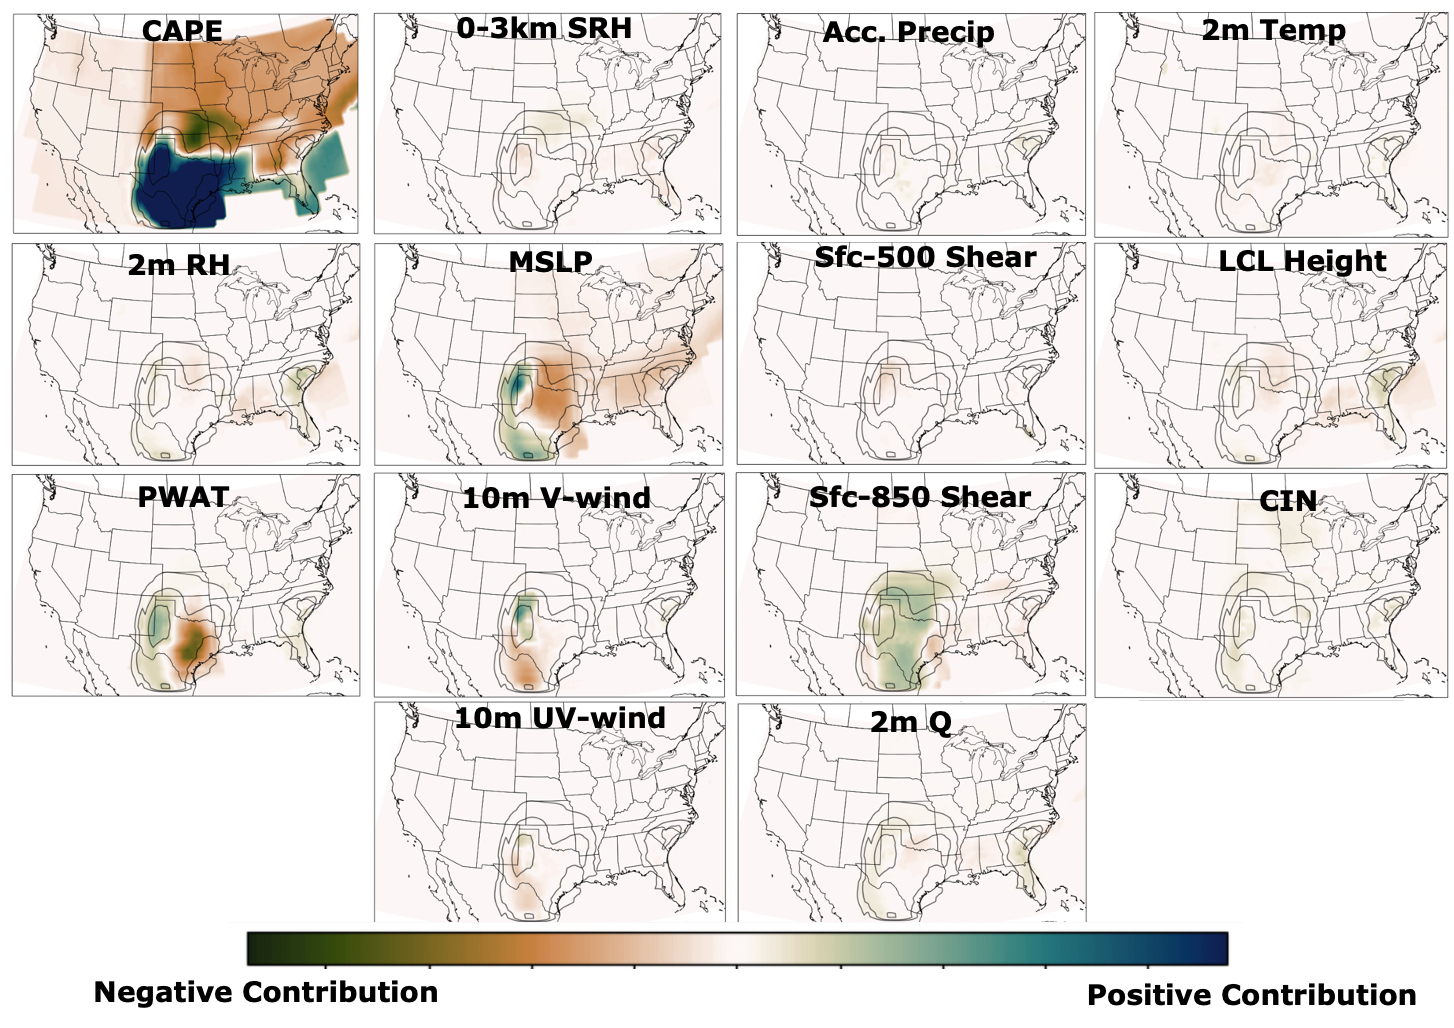 CAPE
0-3km SRH
Acc. Precip
2m Temp
2m RH
MSLP
Sfc-500 Shear
LCL Height
PWAT
10m V-wind
Sfc-850 Shear
CIN
10m UV-wind
2m Q
Negative Contribution
Positive Contribution